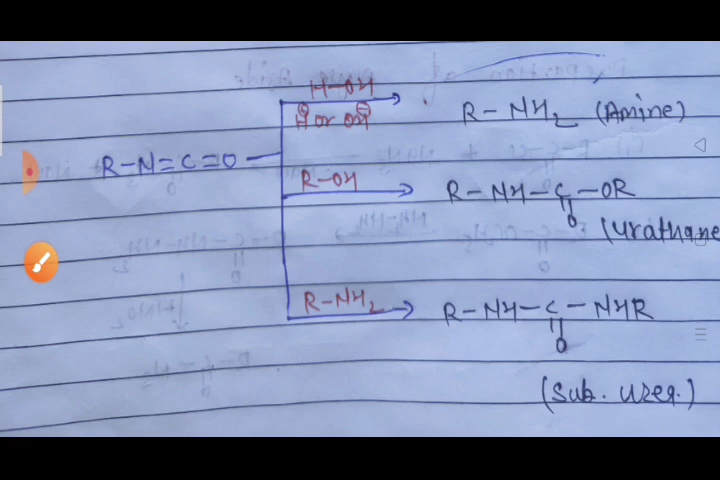 H-OH
H⊕ or OH⊖
R-NH₂ (Amine)
R-N=C=O
R-OH
R-NH-C-OR
||
O
(urathane
R-NH₂
R-NH-C-NHR
||
O
(Sub. urea.)